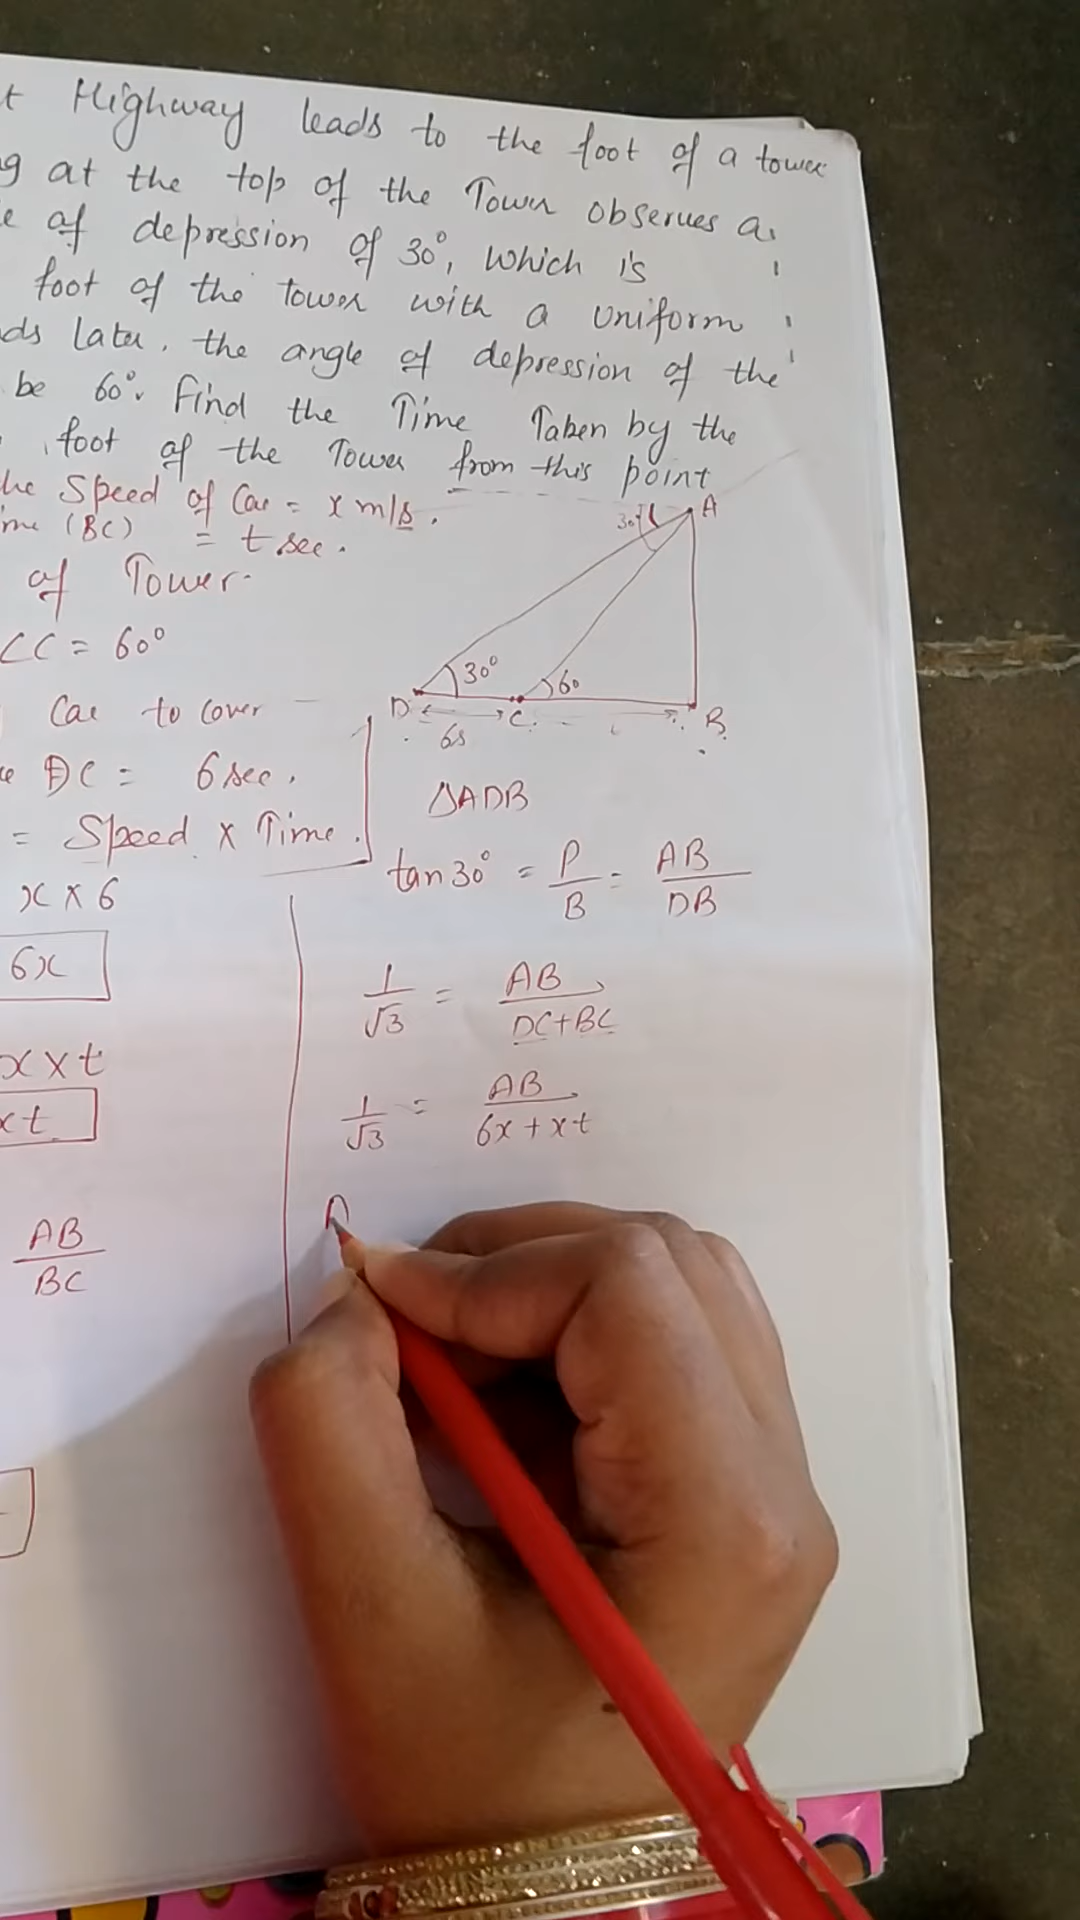 t Highway leads to the foot of a tower
g at the top of the Tower observes a
e of depression of 30°, which is
foot of the tower with a uniform
ds later, the angle of depression of the
be 60°. Find the Time Taken by the
foot of the Tower from this point
he Speed of Car = x m/s.
me (BC) = t sec.
of Tower.
∠C = 60°
Car to cover
DC = 6 sec.
= Speed × Time.
x × 6
6x
x × t
xt
AB
BC
A
30°
30°
60
D
C
B
6s
△ADB
tan 30° = P/B = AB/DB
1/√3 = AB/DC+BC
1/√3 = AB/6x+xt